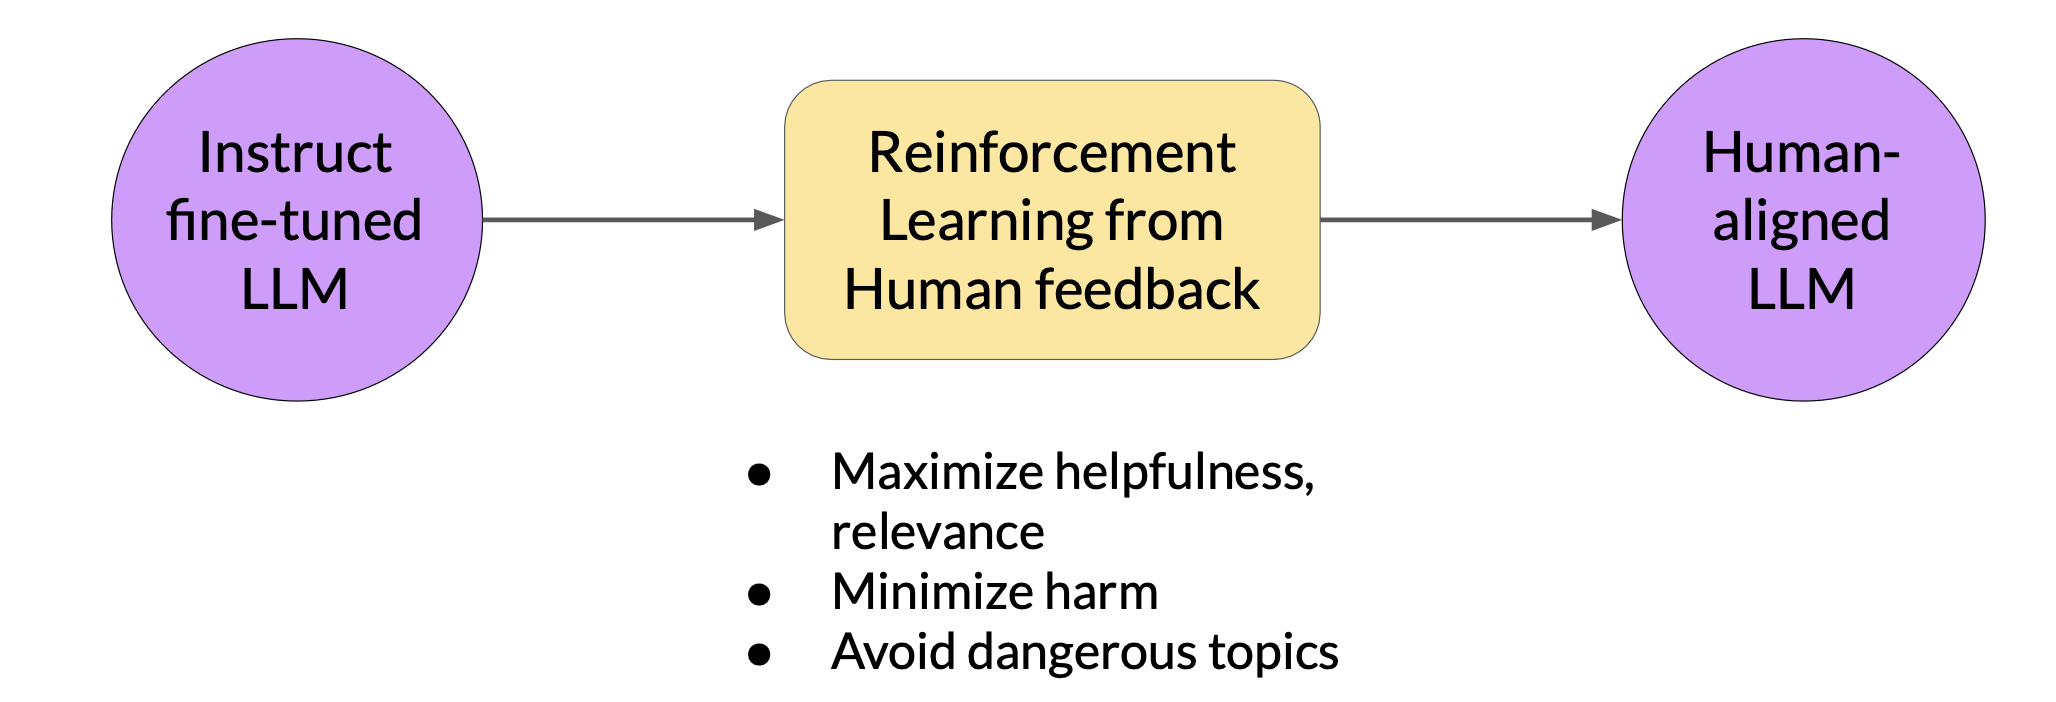 Instruct
fine-tuned
LLM
Reinforcement
Learning from
Human feedback
Human-
aligned
LLM
● Maximize helpfulness,
relevance
● Minimize harm
● Avoid dangerous topics